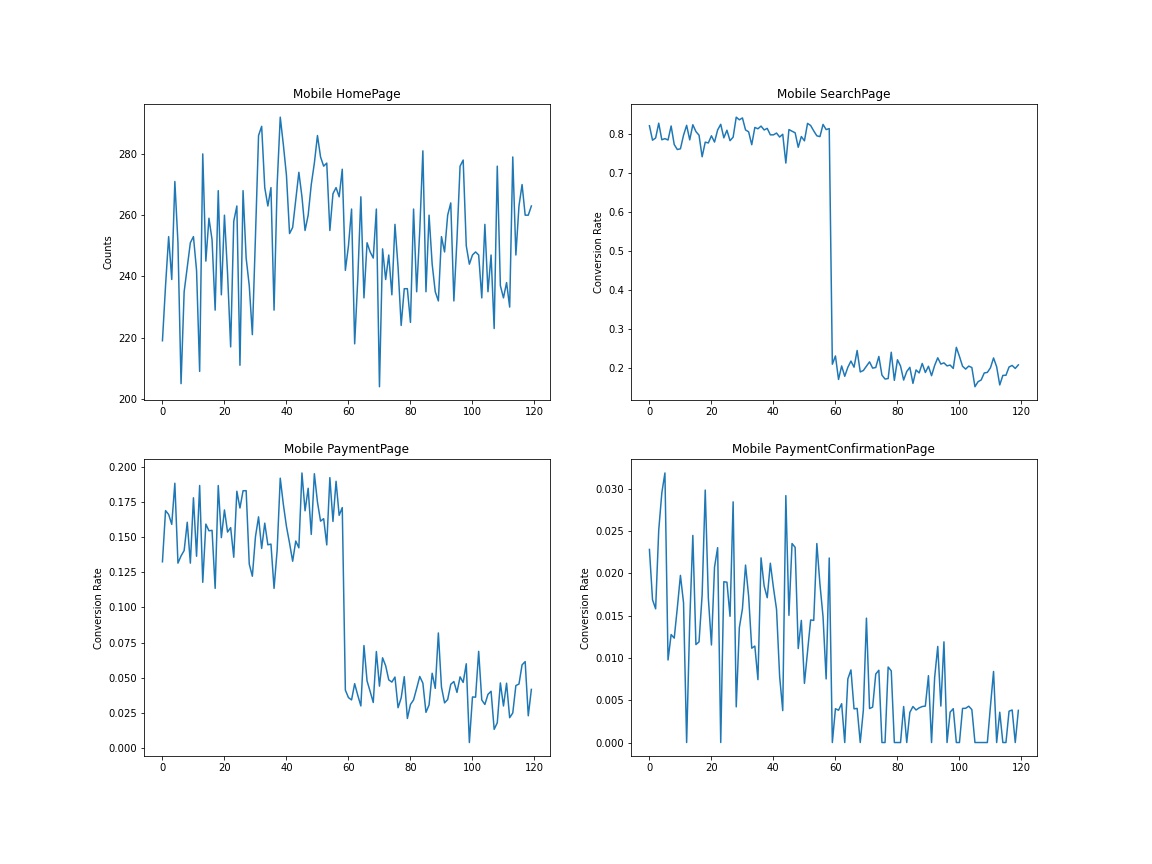 Mobile HomePage
Counts
280
260
240
220
200
0 20 40 60 80 100 120
Mobile SearchPage
Conversion Rate
0.8
0.7
0.6
0.5
0.4
0.3
0.2
0 20 40 60 80 100 120
Mobile PaymentPage
Conversion Rate
0.200
0.175
0.150
0.125
0.100
0.075
0.050
0.025
0.000
0 20 40 60 80 100 120
Mobile PaymentConfirmationPage
Conversion Rate
0.030
0.025
0.020
0.015
0.010
0.005
0.000
0 20 40 60 80 100 120